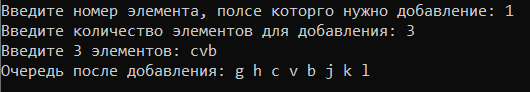 Введите номер элемента, полсе которго нужно добавление: 1
Введите количество элементов для добавления: 3
Введите 3 элементов: cvb
Очередь после добавления: g h c v b j k l